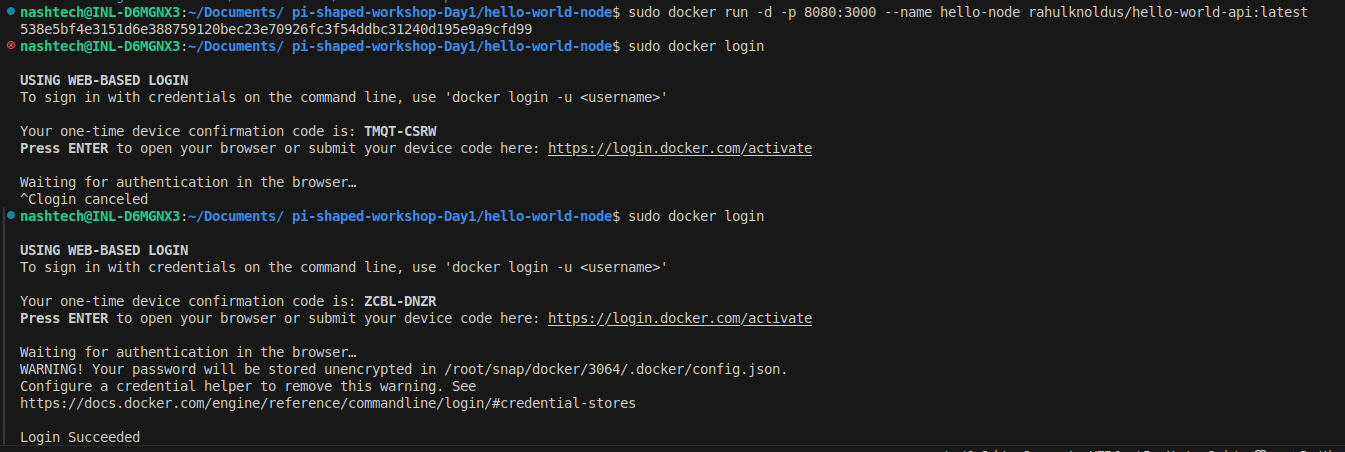 nashtech@INL-D6MGNX3:~/Documents/ pi-shaped-workshop-Day1/hello-world-node$ sudo docker run -d -p 8080:3000 --name hello-node rahulknoldus/hello-world-api:latest
538e5bf4e3151d6e388759120bec23e70926fc3f54ddbc31240d195e9a9cfd99
nashtech@INL-D6MGNX3:~/Documents/ pi-shaped-workshop-Day1/hello-world-node$ sudo docker login
USING WEB-BASED LOGIN
To sign in with credentials on the command line, use 'docker login -u <username>'
Your one-time device confirmation code is: TMQT-CSRW
Press ENTER to open your browser or submit your device code here: https://login.docker.com/activate
Waiting for authentication in the browser…
^Clogin canceled
nashtech@INL-D6MGNX3:~/Documents/ pi-shaped-workshop-Day1/hello-world-node$ sudo docker login
USING WEB-BASED LOGIN
To sign in with credentials on the command line, use 'docker login -u <username>'
Your one-time device confirmation code is: ZCBL-DNZR
Press ENTER to open your browser or submit your device code here: https://login.docker.com/activate
Waiting for authentication in the browser…
WARNING! Your password will be stored unencrypted in /root/snap/docker/3064/.docker/config.json.
Configure a credential helper to remove this warning. See
https://docs.docker.com/engine/reference/commandline/login/#credential-stores
Login Succeeded